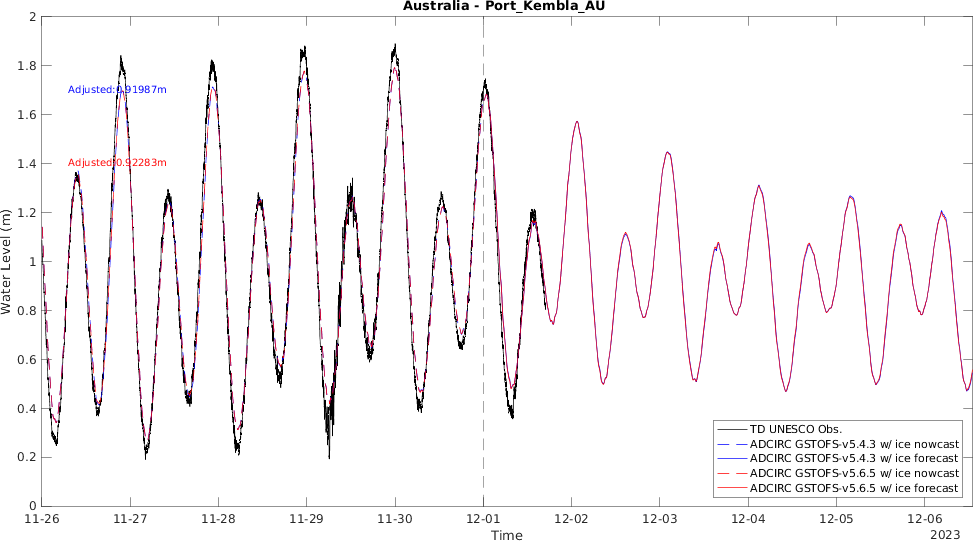 Australia - Port_Kembla_AU
2
1.8
1.6
1.4
1.2
1
0.8
0.6
0.4
0.2
0
Water Level (m)
Adjusted:0.91987m
Adjusted:0.92283m
TD UNESCO Obs.
ADCIRC GSTOFS-v5.4.3 w/ ice nowcast
ADCIRC GSTOFS-v5.4.3 w/ ice forecast
ADCIRC GSTOFS-v5.6.5 w/ ice nowcast
ADCIRC GSTOFS-v5.6.5 w/ ice forecast
11-26 11-27 11-28 11-29 11-30 12-01 12-02 12-03 12-04 12-05 12-06
2023
Time